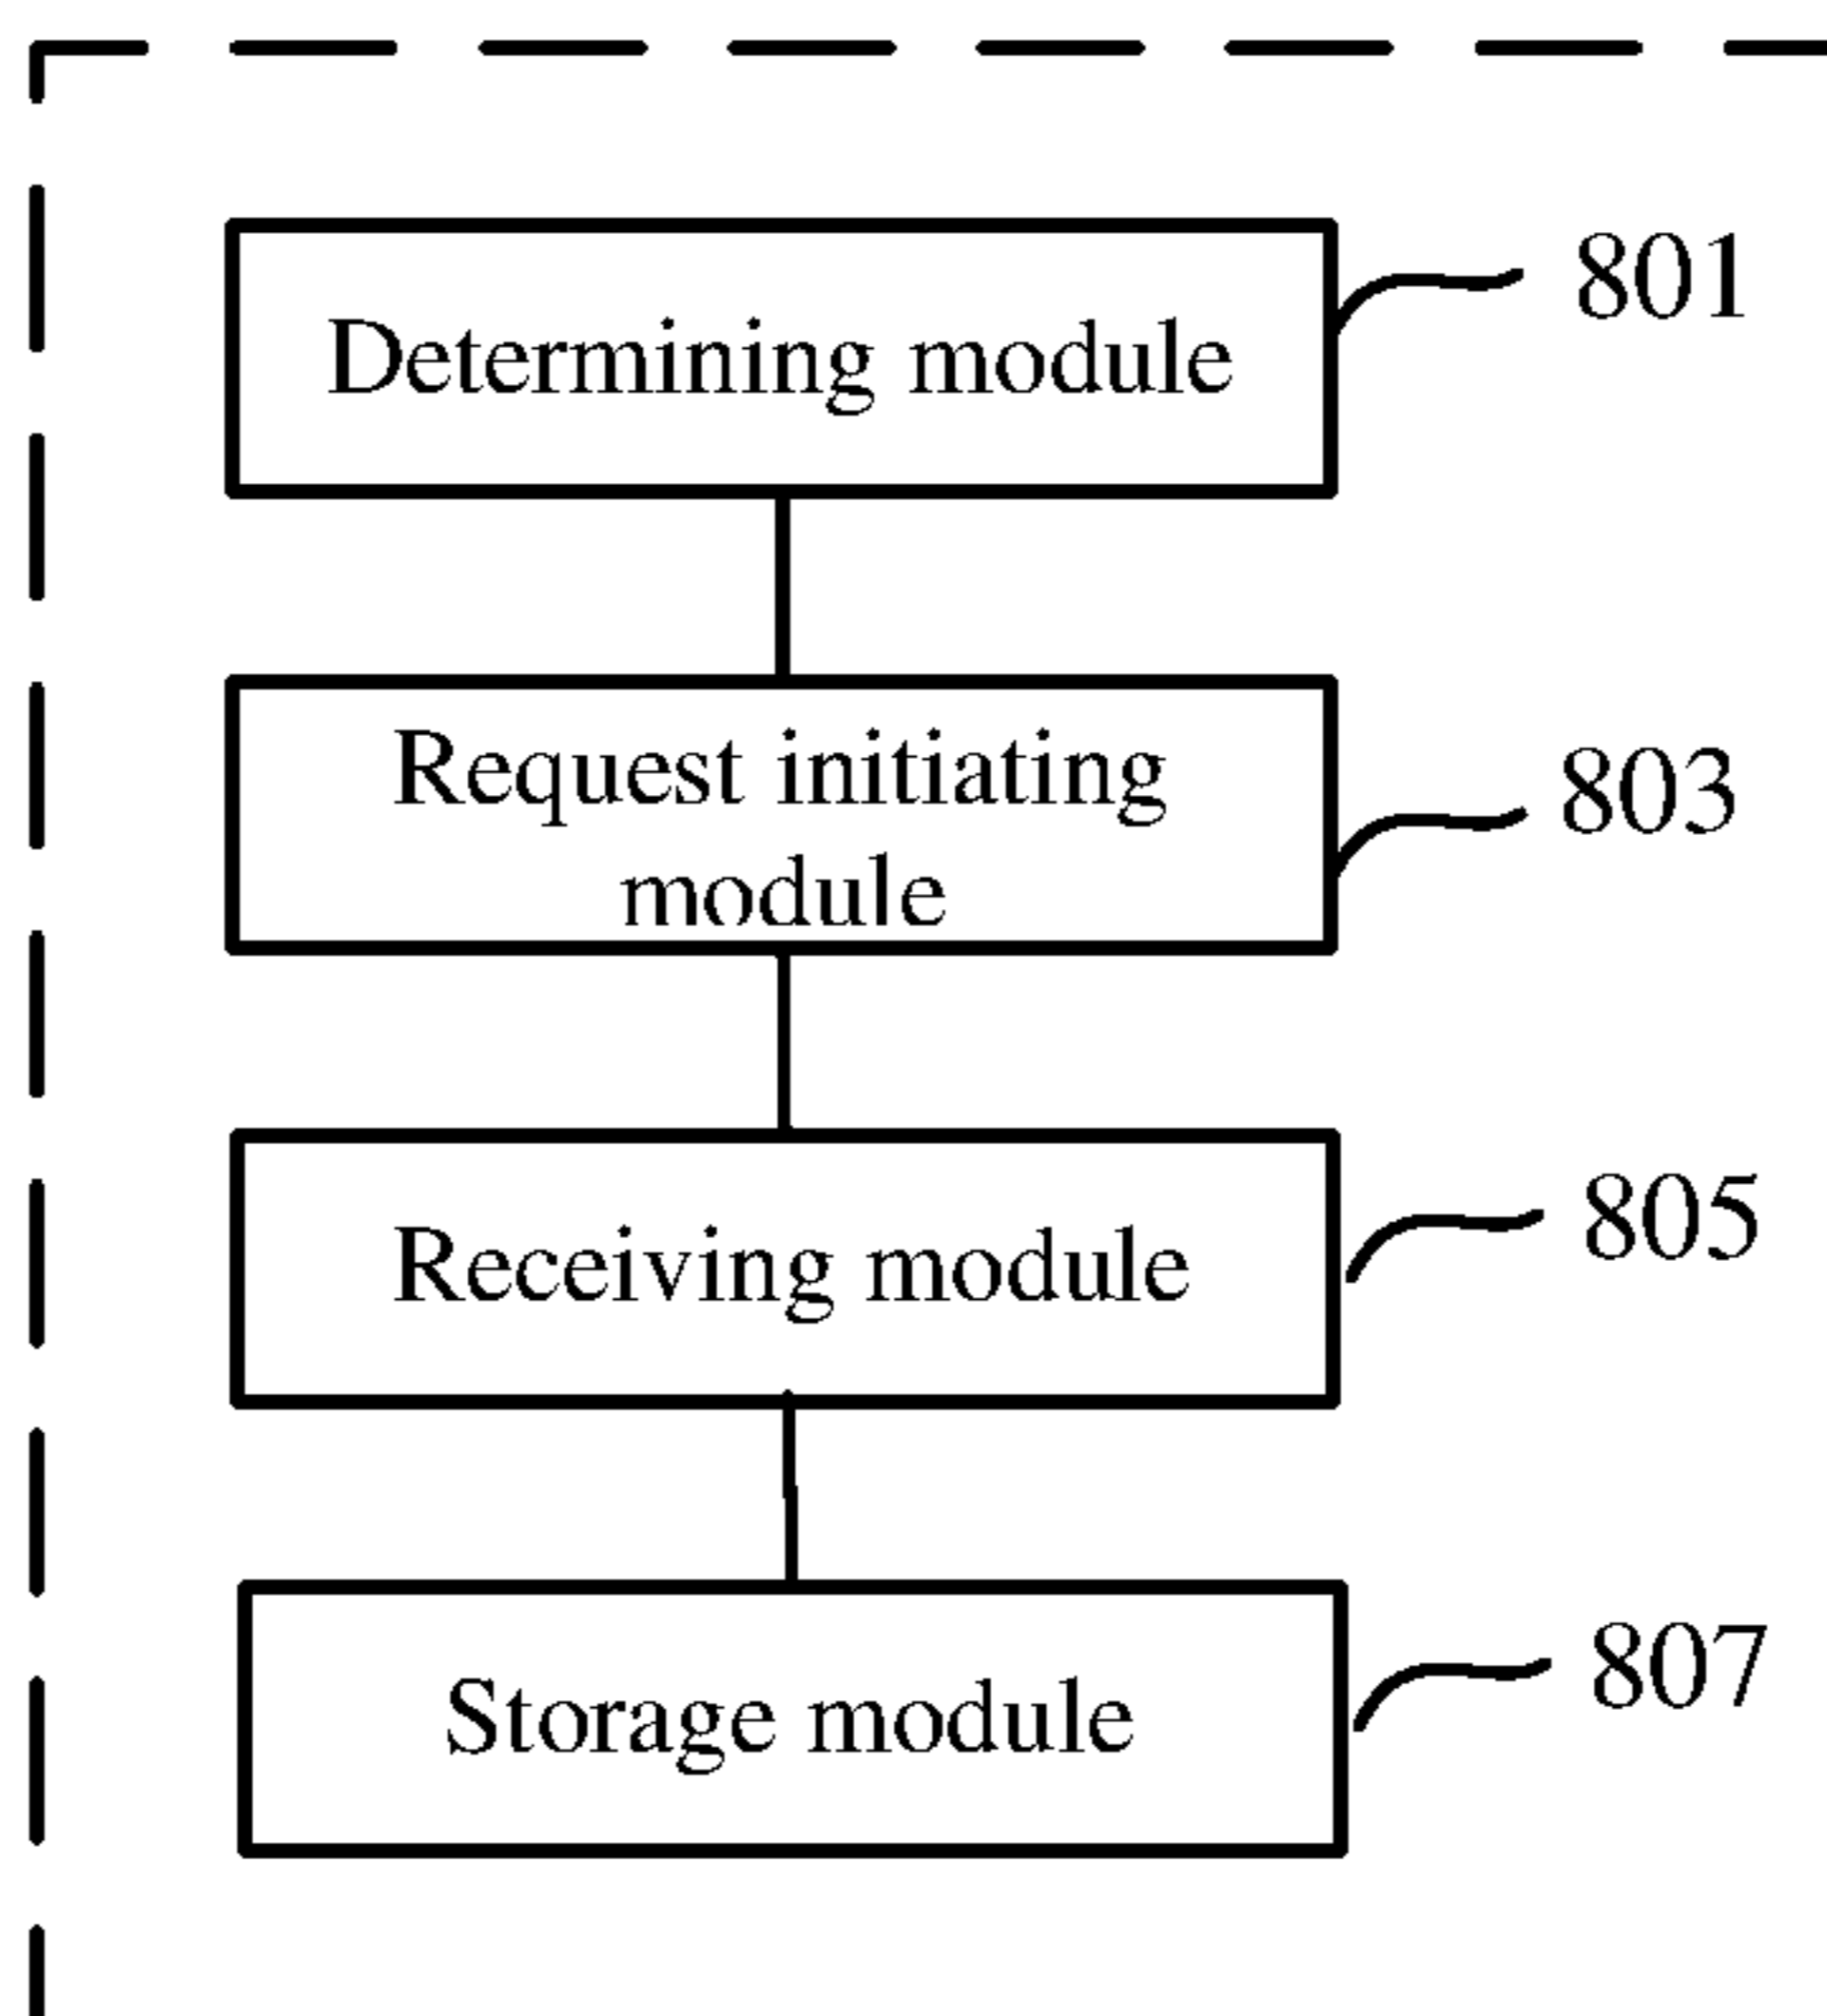 Determining module
801
Request initiating
module
803
Receiving module
805
Storage module
807